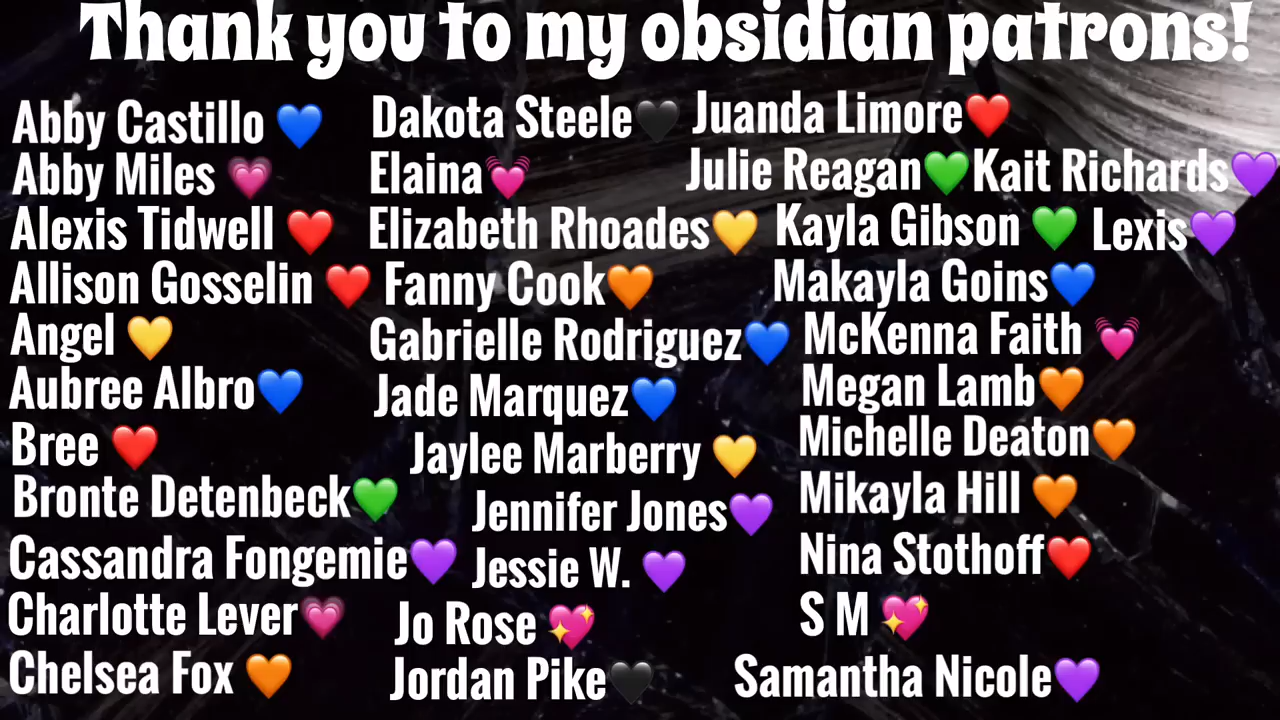 Thank you to my obsidian patrons!
Abby Castillo 💙
Abby Miles 💗
Alexis Tidwell ❤️
Allison Gosselin ❤️
Angel 💛
Aubree Albro💙
Bree ❤️
Bronte Detenbeck💚
Cassandra Fongemie💜
Charlotte Lever💗
Chelsea Fox 🧡
Dakota Steele🖤
Elaina💓
Elizabeth Rhoades💛
Fanny Cook🧡
Gabrielle Rodriguez💙
Jade Marquez💙
Jaylee Marberry 💛
Jennifer Jones💜
Jessie W. 💜
Jo Rose 💖
Jordan Pike🖤
Juanda Limore❤️
Julie Reagan💚Kait Richards💜
Kayla Gibson 💚 Lexis💜
Makayla Goins💙
McKenna Faith 💓
Megan Lamb🧡
Michelle Deaton🧡
Mikayla Hill 🧡
Nina Stothoff❤️
S M 💖
Samantha Nicole💜